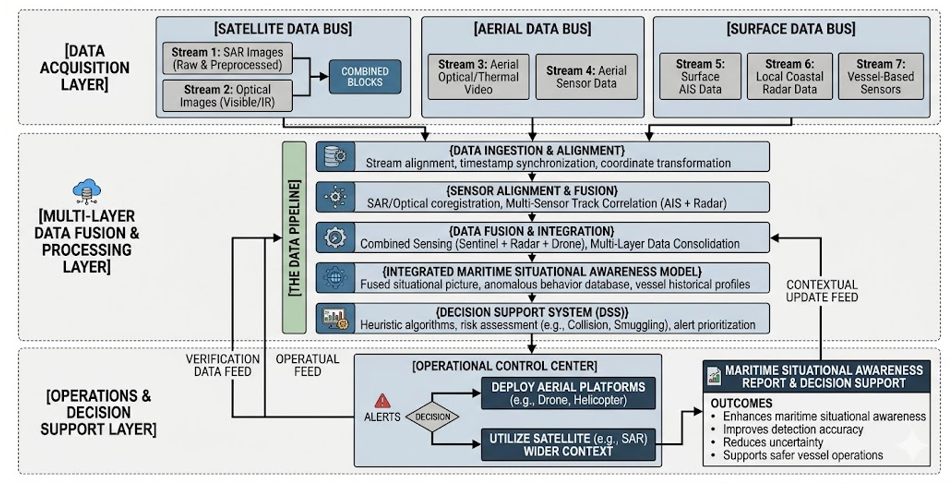 [DATA
ACQUISITION
LAYER]
[SATELLITE DATA BUS]
Stream 1: SAR Images
(Raw & Preprocessed)
Stream 2: Optical
Images (Visible/IR)
COMBINED
BLOCKS
[AERIAL DATA BUS]
Stream 3: Aerial
Optical/Thermal
Video
Stream 4: Aerial
Sensor Data
[SURFACE DATA BUS]
Stream 5:
Surface
AIS Data
Stream 6:
Local Coastal
Radar Data
Stream 7:
Vessel-Based
Sensors
[MULTI-LAYER
DATA FUSION &
PROCESSING
LAYER]
[THE DATA PIPELINE]
{DATA INGESTION & ALIGNMENT}
Stream alignment, timestamp synchronization, coordinate transformation
{SENSOR ALIGNMENT & FUSION}
SAR/Optical coregistration, Multi-Sensor Track Correlation (AIS + Radar)
{DATA FUSION & INTEGRATION}
Combined Sensing (Sentinel + Radar + Drone), Multi-Layer Data Consolidation
{INTEGRATED MARITIME SITUATIONAL AWARENESS MODEL}
Fused situational picture, anomalous behavior database, vessel historical profiles
{DECISION SUPPORT SYSTEM (DSS)}
Heuristic algorithms, risk assessment (e.g., Collision, Smuggling), alert prioritization
CONTEXTUAL
UPDATE FEED
VERIFICATION
DATA FEED
OPERATUAL
FEED
[OPERATIONS &
DECISION
SUPPORT LAYER]
[OPERATIONAL CONTROL CENTER]
ALERTS
DECISION
DEPLOY AERIAL PLATFORMS
(e.g., Drone, Helicopter)
UTILIZE SATELLITE (e.g., SAR)
WIDER CONTEXT
MARITIME SITUATIONAL AWARENESS
REPORT & DECISION SUPPORT
OUTCOMES
• Enhances maritime situational awareness
• Improves detection accuracy
• Reduces uncertainty
• Supports safer vessel operations